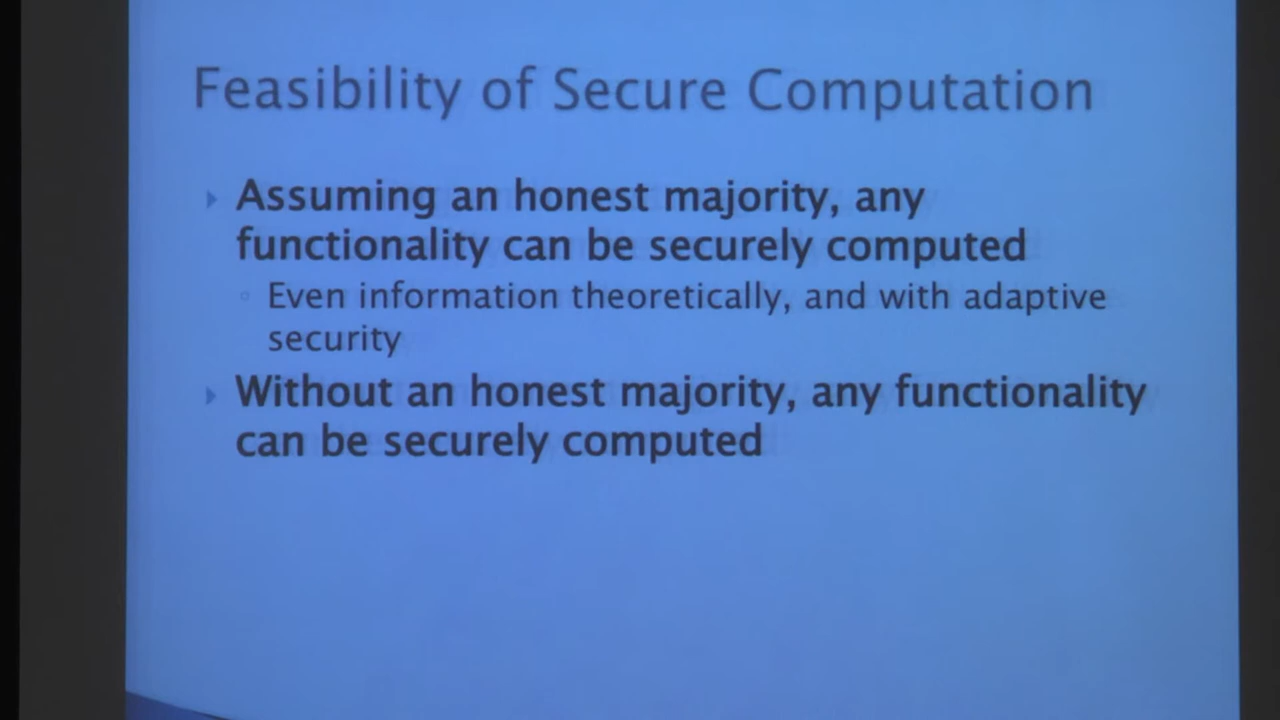 Feasibility of Secure Computation
Assuming an honest majority, any
functionality can be securely computed
Even information theoretically, and with adaptive
security
Without an honest majority, any functionality
can be securely computed